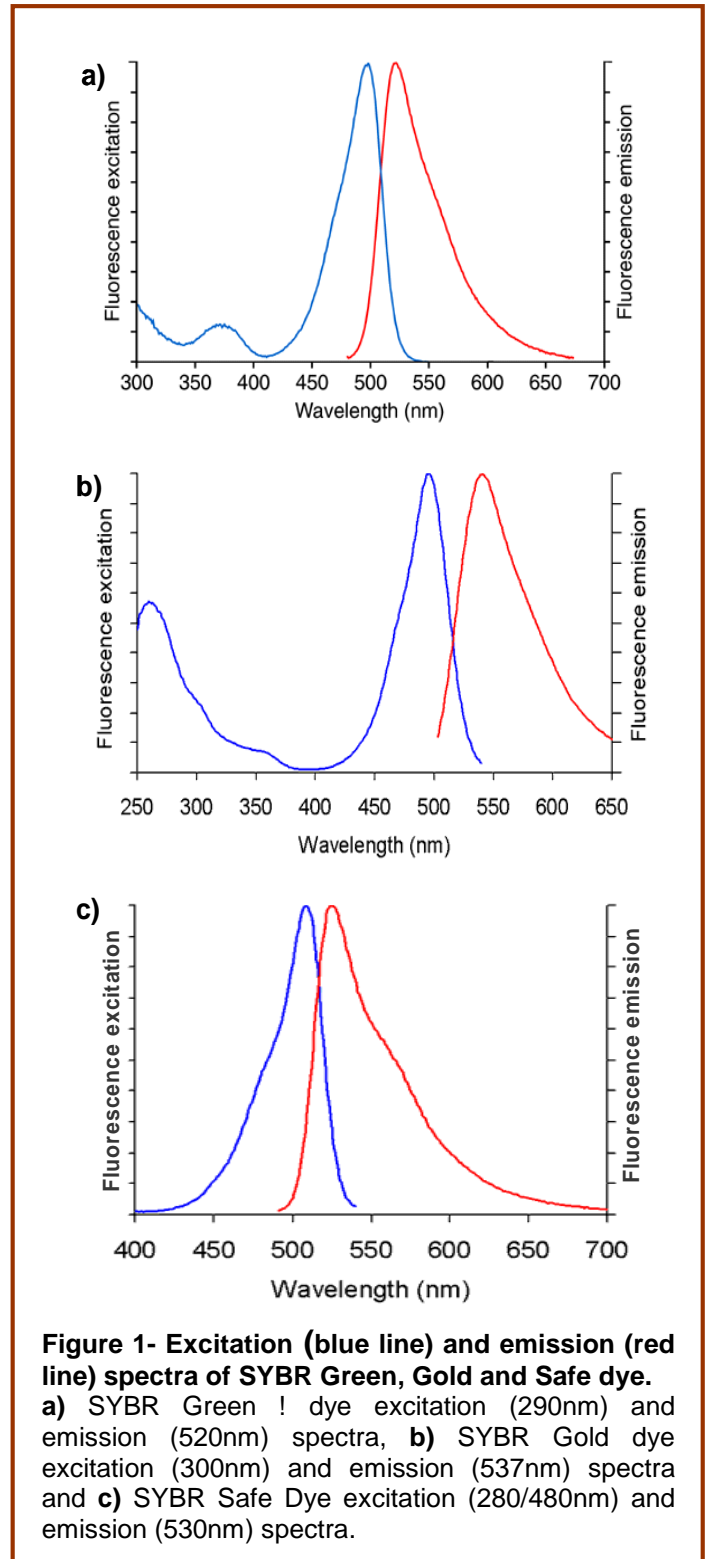 a)
Fluorescence excitation
Fluorescence emission
300 350 400 450 500 550 600 650 700
Wavelength (nm)
b)
Fluorescence excitation
Fluorescence emission
250 300 350 400 450 500 550 600 650
Wavelength (nm)
c)
Fluorescence excitation
Fluorescence emission
400 450 500 550 600 650 700
Wavelength (nm)
Figure 1- Excitation (blue line) and emission (red
line) spectra of SYBR Green, Gold and Safe dye.
a) SYBR Green ! dye excitation (290nm) and
emission (520nm) spectra, b) SYBR Gold dye
excitation (300nm) and emission (537nm) spectra
and c) SYBR Safe Dye excitation (280/480nm) and
emission (530nm) spectra.